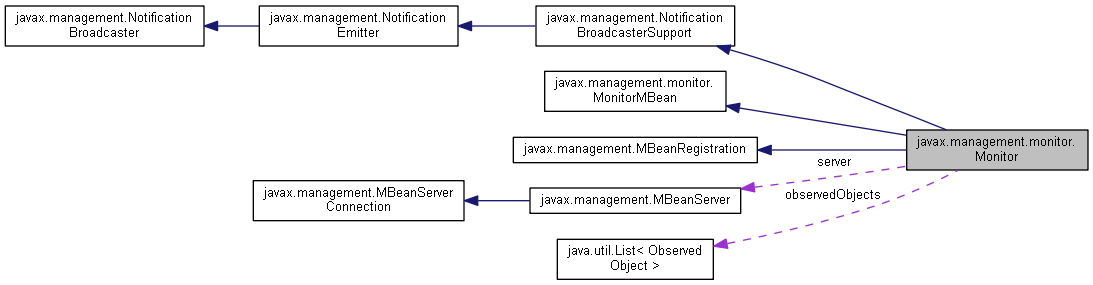 javax.management.Notification
Broadcaster
javax.management.Notification
Emitter
javax.management.Notification
BroadcasterSupport
javax.management.monitor.
MonitorMBean
javax.management.monitor.
Monitor
javax.management.MBeanRegistration
server
javax.management.MBeanServer
Connection
javax.management.MBeanServer
observedObjects
java.util.List< Observed
Object >